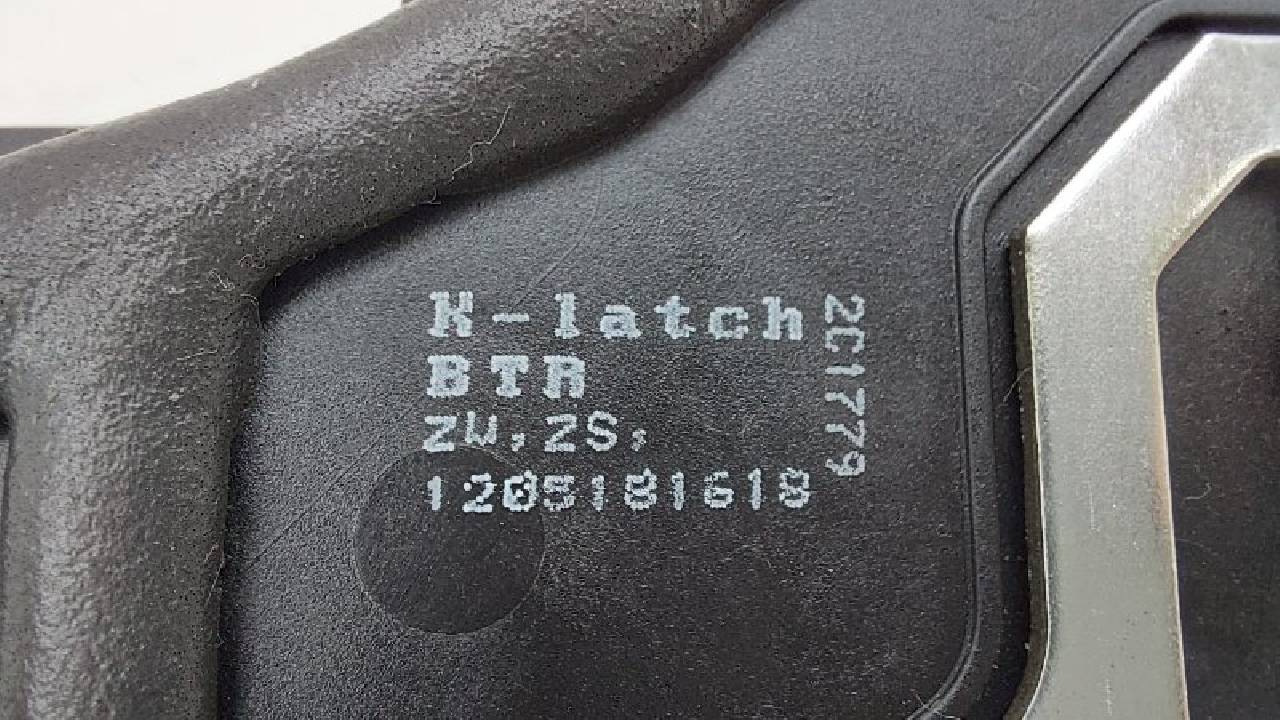 K-latch
BTR
ZW,ZS,
1205181618
2C1779